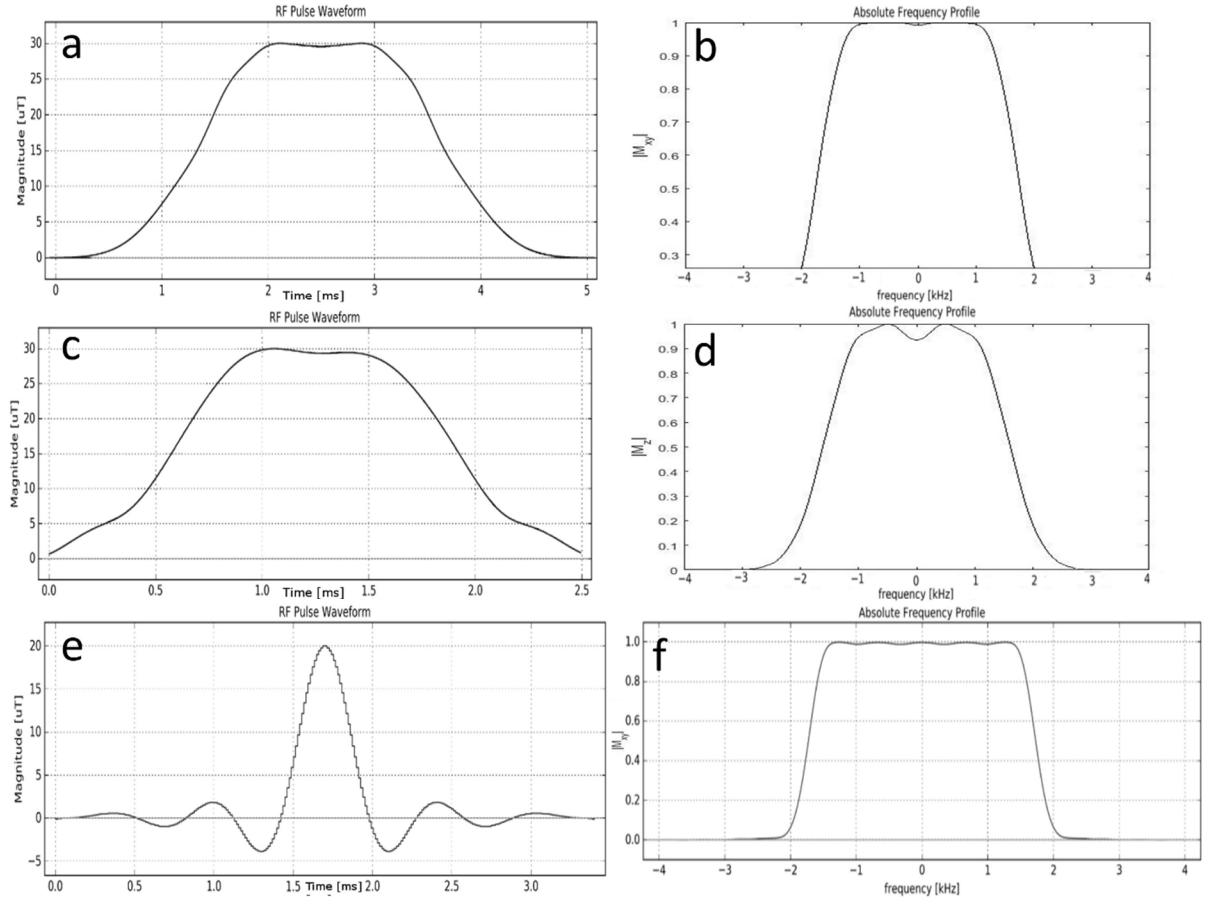 RF Pulse Waveform
a
30
25
20
15
10
5
0
Magnitude [uT]
0 1 2 3 4 5
Time [ms]
Absolute Frequency Profile
b
1
0.9
0.8
0.7
0.6
0.5
0.4
0.3
|Mxy|
−4 −3 −2 −1 0 1 2 3 4
frequency [kHz]
RF Pulse Waveform
c
30
25
20
15
10
5
0
Magnitude [uT]
0.0 0.5 1.0 1.5 2.0 2.5
Time [ms]
Absolute Frequency Profile
d
1
0.9
0.8
0.7
0.6
0.5
0.4
0.3
0.2
0.1
0
|Mz|
−4 −3 −2 −1 0 1 2 3 4
frequency [kHz]
RF Pulse Waveform
e
20
15
10
5
0
−5
Magnitude [uT]
0.0 0.5 1.0 1.5 Time [ms] 2.0 2.5 3.0
Absolute Frequency Profile
f
1.0
0.8
0.6
0.4
0.2
0.0
|Mxy|
−4 −3 −2 −1 0 1 2 3 4
frequency [kHz]